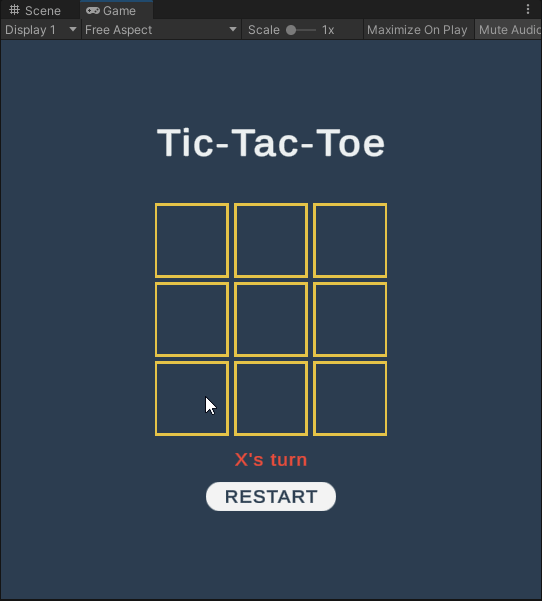 Scene Game
Display 1 Free Aspect Scale 1x Maximize On Play Mute Audio
Tic-Tac-Toe
X's turn
RESTART